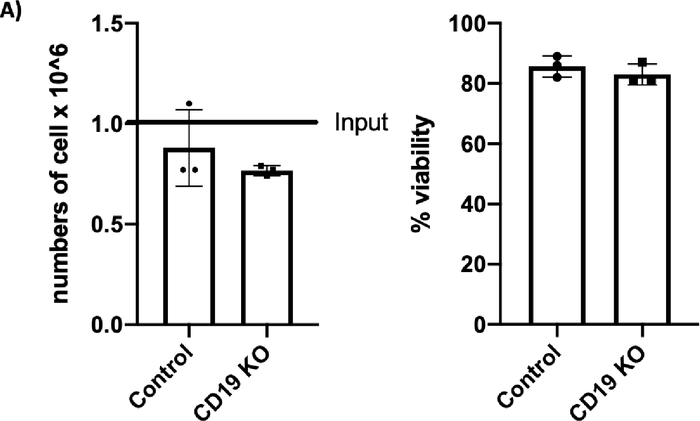 A)
numbers of cell x 10^6
1.5
1.0
0.5
0.0
Input
Control
CD19 KO
% viability
100
80
60
40
20
0
Control
CD19 KO